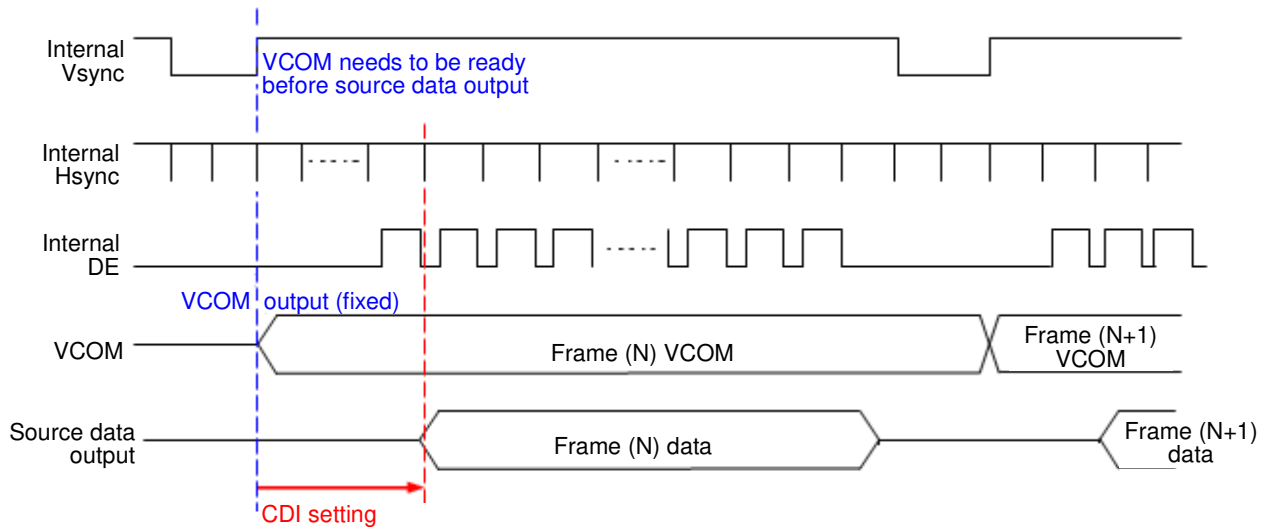 Internal
Vsync
VCOM needs to be ready
before source data output
Internal
Hsync
Internal
DE
VCOM output (fixed)
VCOM
Frame (N) VCOM
Frame (N+1)
VCOM
Source data
output
Frame (N) data
Frame (N+1)
data
CDI setting